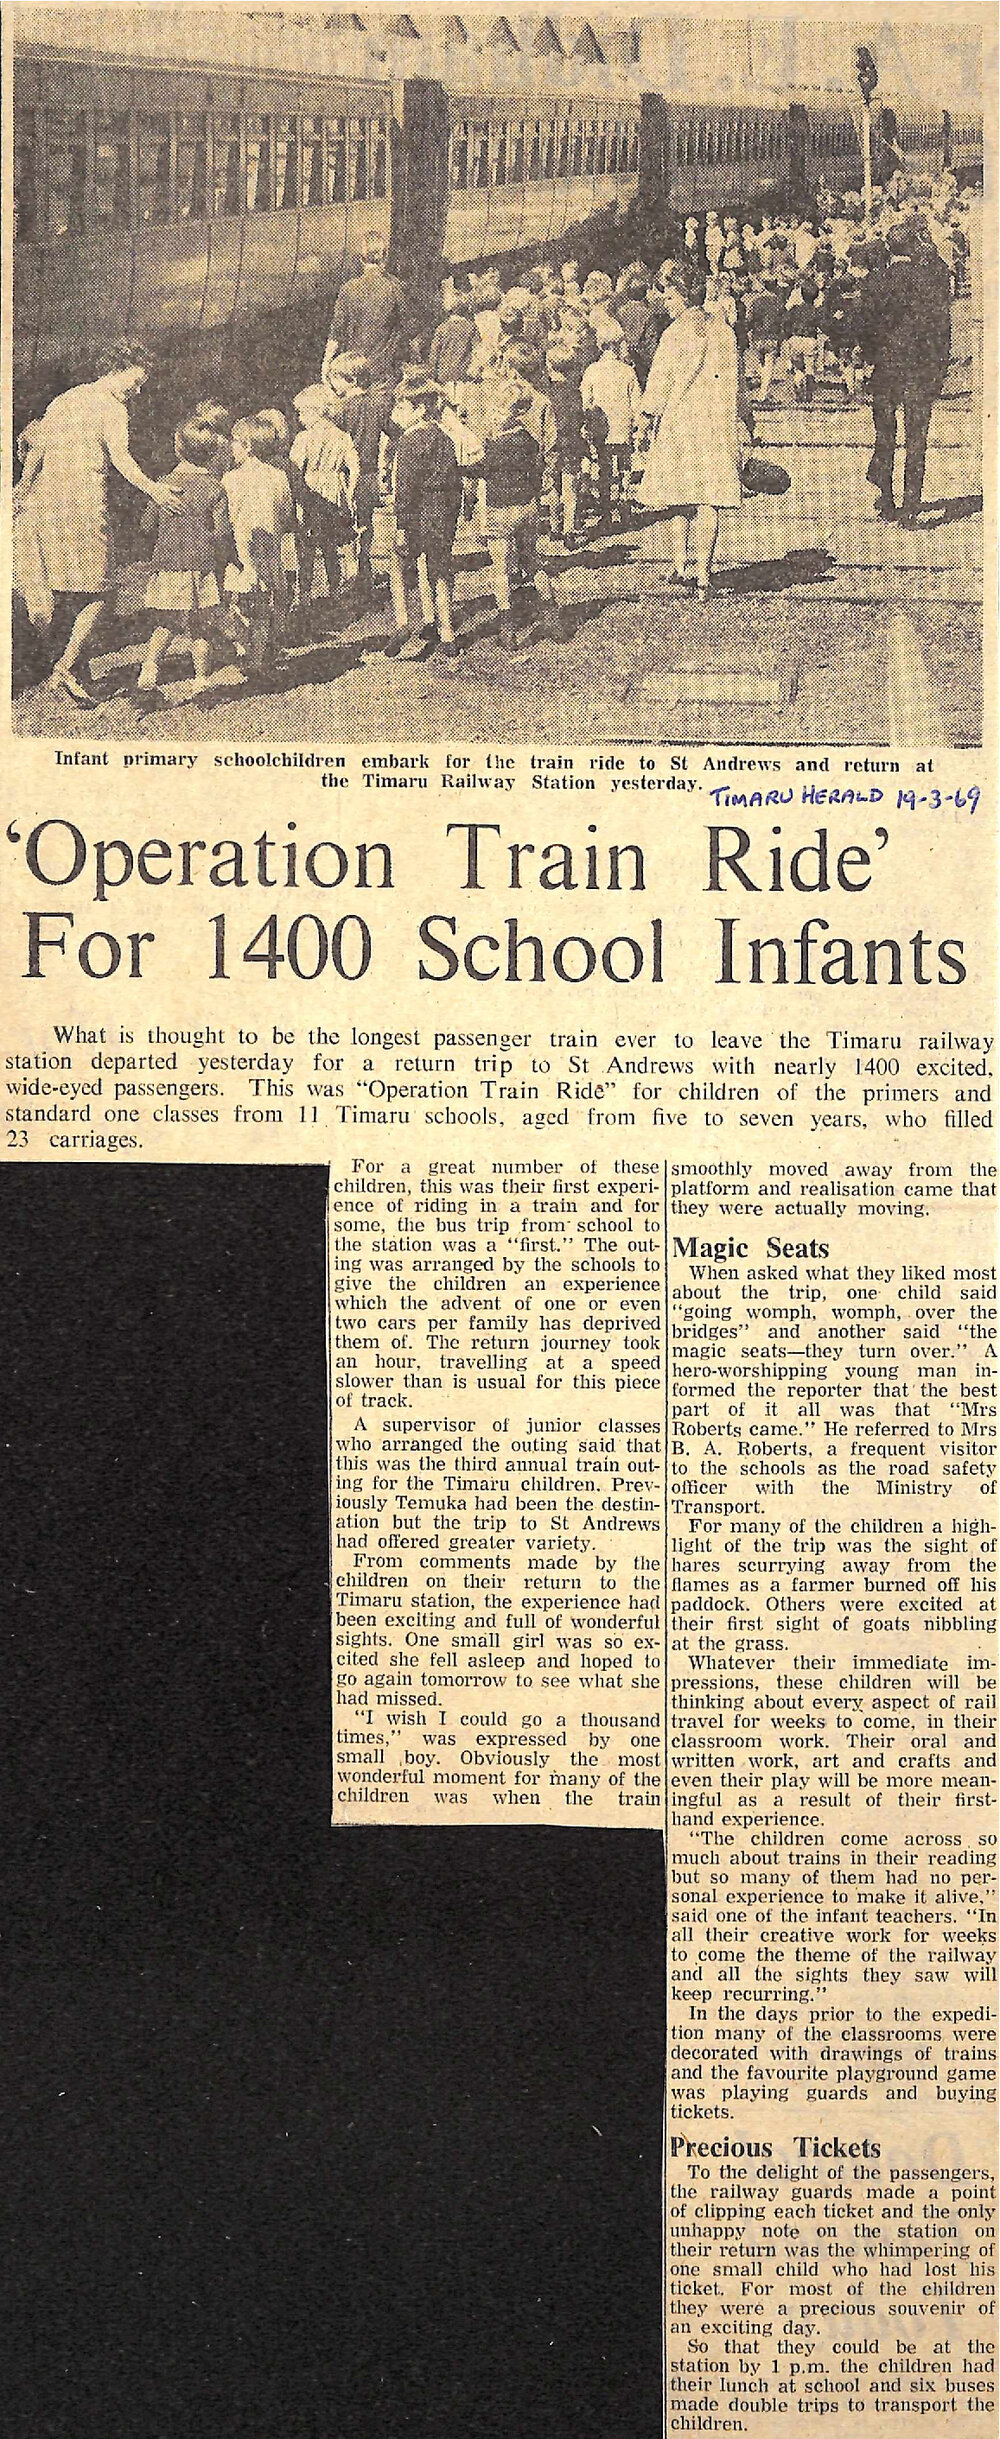 Infant primary schoolchildren embark for the train ride to St Andrews and return at
the Timaru Railway Station yesterday.
TIMARU HERALD 19-3-69
‘Operation Train Ride’
For 1400 School Infants
What is thought to be the longest passenger train ever to leave the Timaru railway
station departed yesterday for a return trip to St Andrews with nearly 1400 excited,
wide-eyed passengers. This was “Operation Train Ride” for children of the primers and
standard one classes from 11 Timaru schools, aged from five to seven years, who filled
23 carriages.
For a great number of these
children, this was their first experi-
ence of riding in a train and for
some, the bus trip from school to
the station was a “first.” The out-
ing was arranged by the schools to
give the children an experience
which the advent of one or even
two cars per family has deprived
them of. The return journey took
an hour, travelling at a speed
slower than is usual for this piece
of track.
A supervisor of junior classes
who arranged the outing said that
this was the third annual train out-
ing for the Timaru children. Prev-
iously Temuka had been the destin-
ation but the trip to St Andrews
had offered greater variety.
From comments made by the
children on their return to the
Timaru station, the experience had
been exciting and full of wonderful
sights. One small girl was so ex-
cited she fell asleep and hoped to
go again tomorrow to see what she
had missed.
“I wish I could go a thousand
times,” was expressed by one
small boy. Obviously the most
wonderful moment for many of the
children was when the train
smoothly moved away from the
platform and realisation came that
they were actually moving.
Magic Seats
When asked what they liked most
about the trip, one child said
“going womph, womph, over the
bridges” and another said “the
magic seats—they turn over.” A
hero-worshipping young man in-
formed the reporter that the best
part of it all was that “Mrs
Roberts came.” He referred to Mrs
B. A. Roberts, a frequent visitor
to the schools as the road safety
officer with the Ministry of
Transport.
For many of the children a high-
light of the trip was the sight of
hares scurrying away from the
flames as a farmer burned off his
paddock. Others were excited at
their first sight of goats nibbling
at the grass.
Whatever their immediate im-
pressions, these children will be
thinking about every aspect of rail
travel for weeks to come, in their
classroom work. Their oral and
written work, art and crafts and
even their play will be more mean-
ingful as a result of their first-
hand experience.
“The children come across so
much about trains in their reading
but so many of them had no per-
sonal experience to make it alive,”
said one of the infant teachers. “In
all their creative work for weeks
to come the theme of the railway
and all the sights they saw will
keep recurring.”
In the days prior to the expedi-
tion many of the classrooms were
decorated with drawings of trains
and the favourite playground game
was playing guards and buying
tickets.
Precious Tickets
To the delight of the passengers,
the railway guards made a point
of clipping each ticket and the only
unhappy note on the station on
their return was the whimpering of
one small child who had lost his
ticket. For most of the children
they were a precious souvenir of
an exciting day.
So that they could be at the
station by 1 p.m. the children had
their lunch at school and six buses
made double trips to transport the
children.